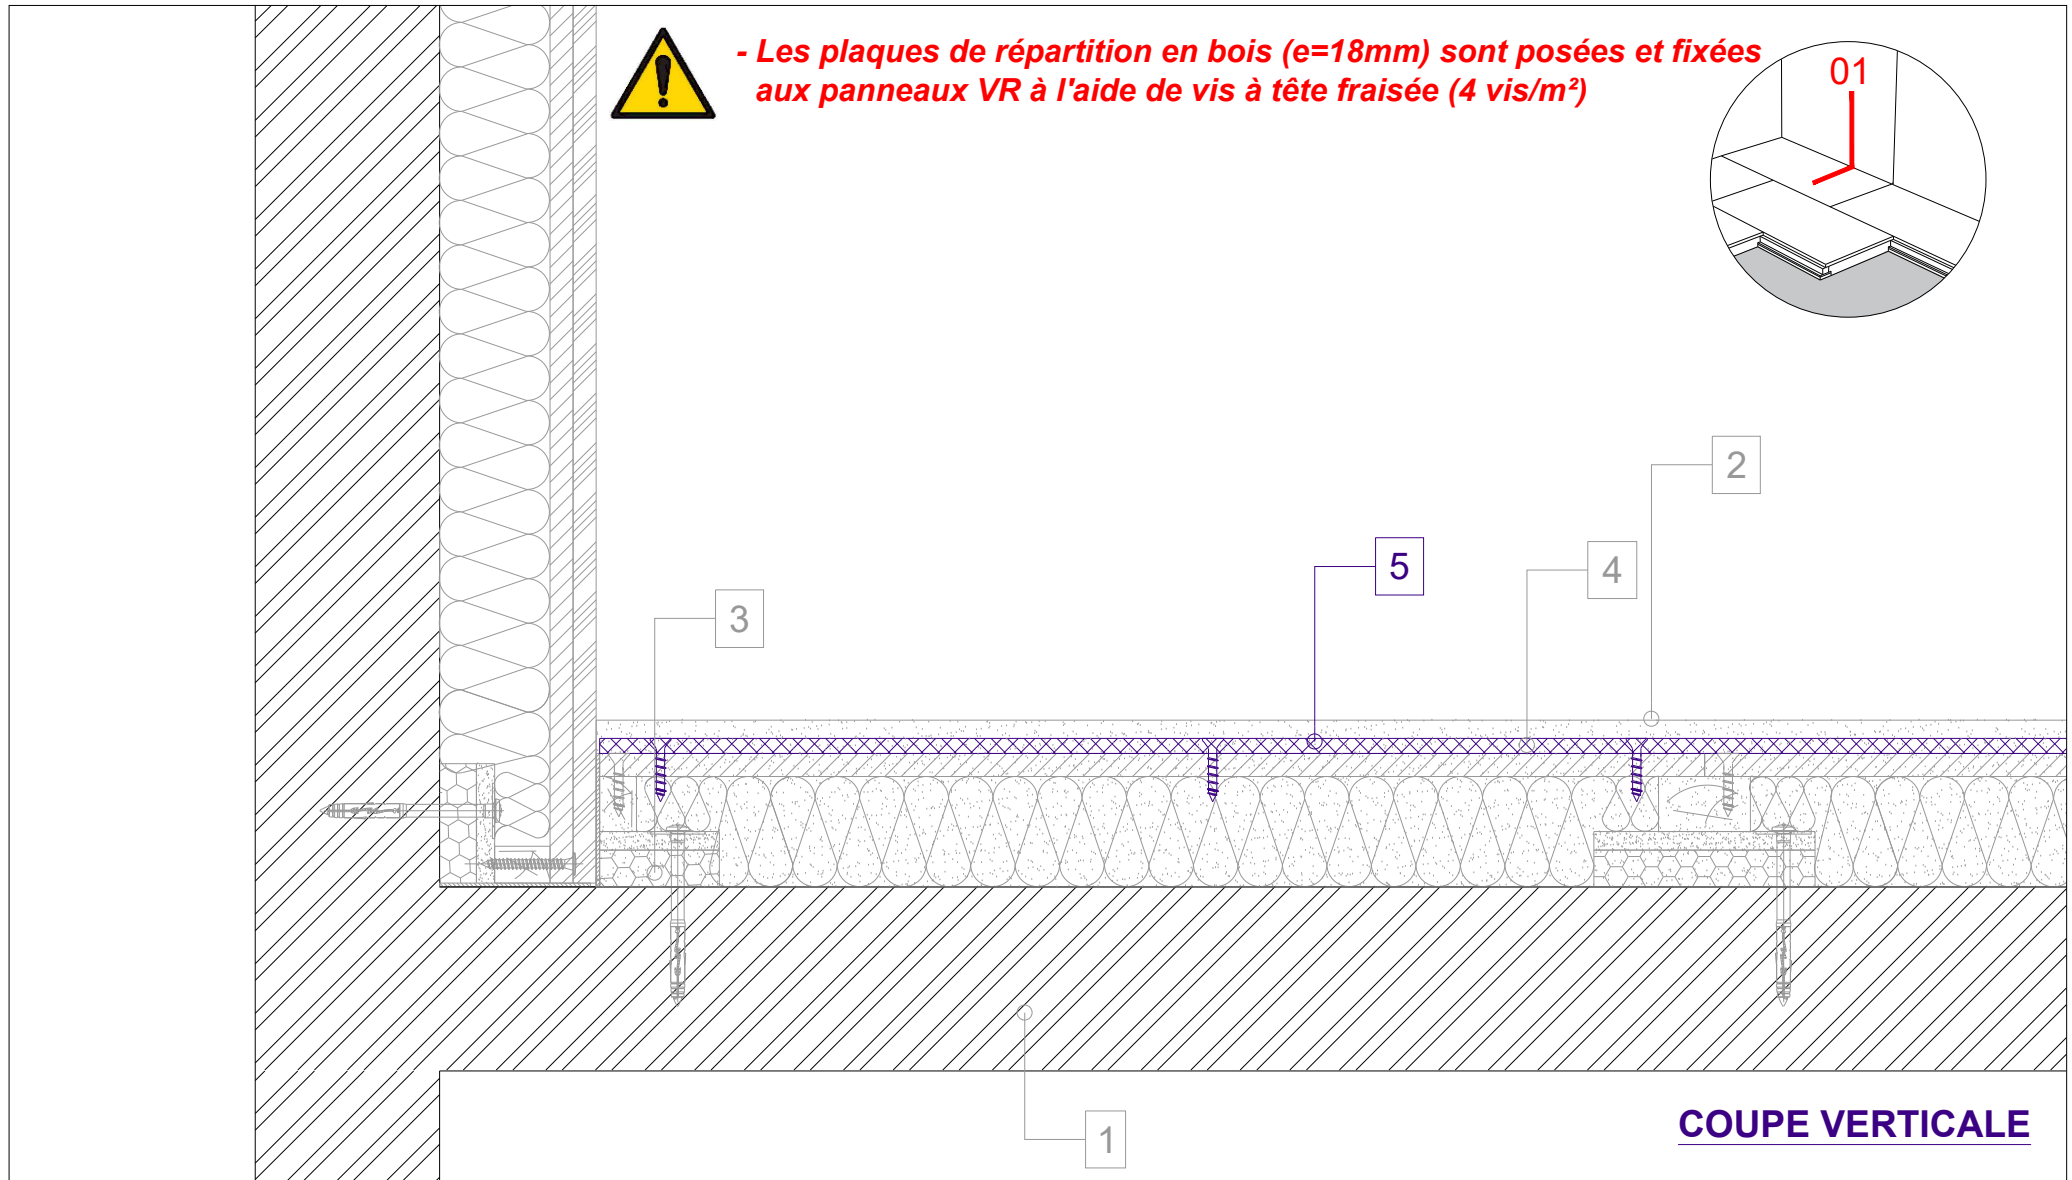 - Les plaques de répartition en bois (e=18mm) sont posées et fixées
aux panneaux VR à l'aide de vis à tête fraisée (4 vis/m²)
01
2
5
4
3
1
COUPE VERTICALE